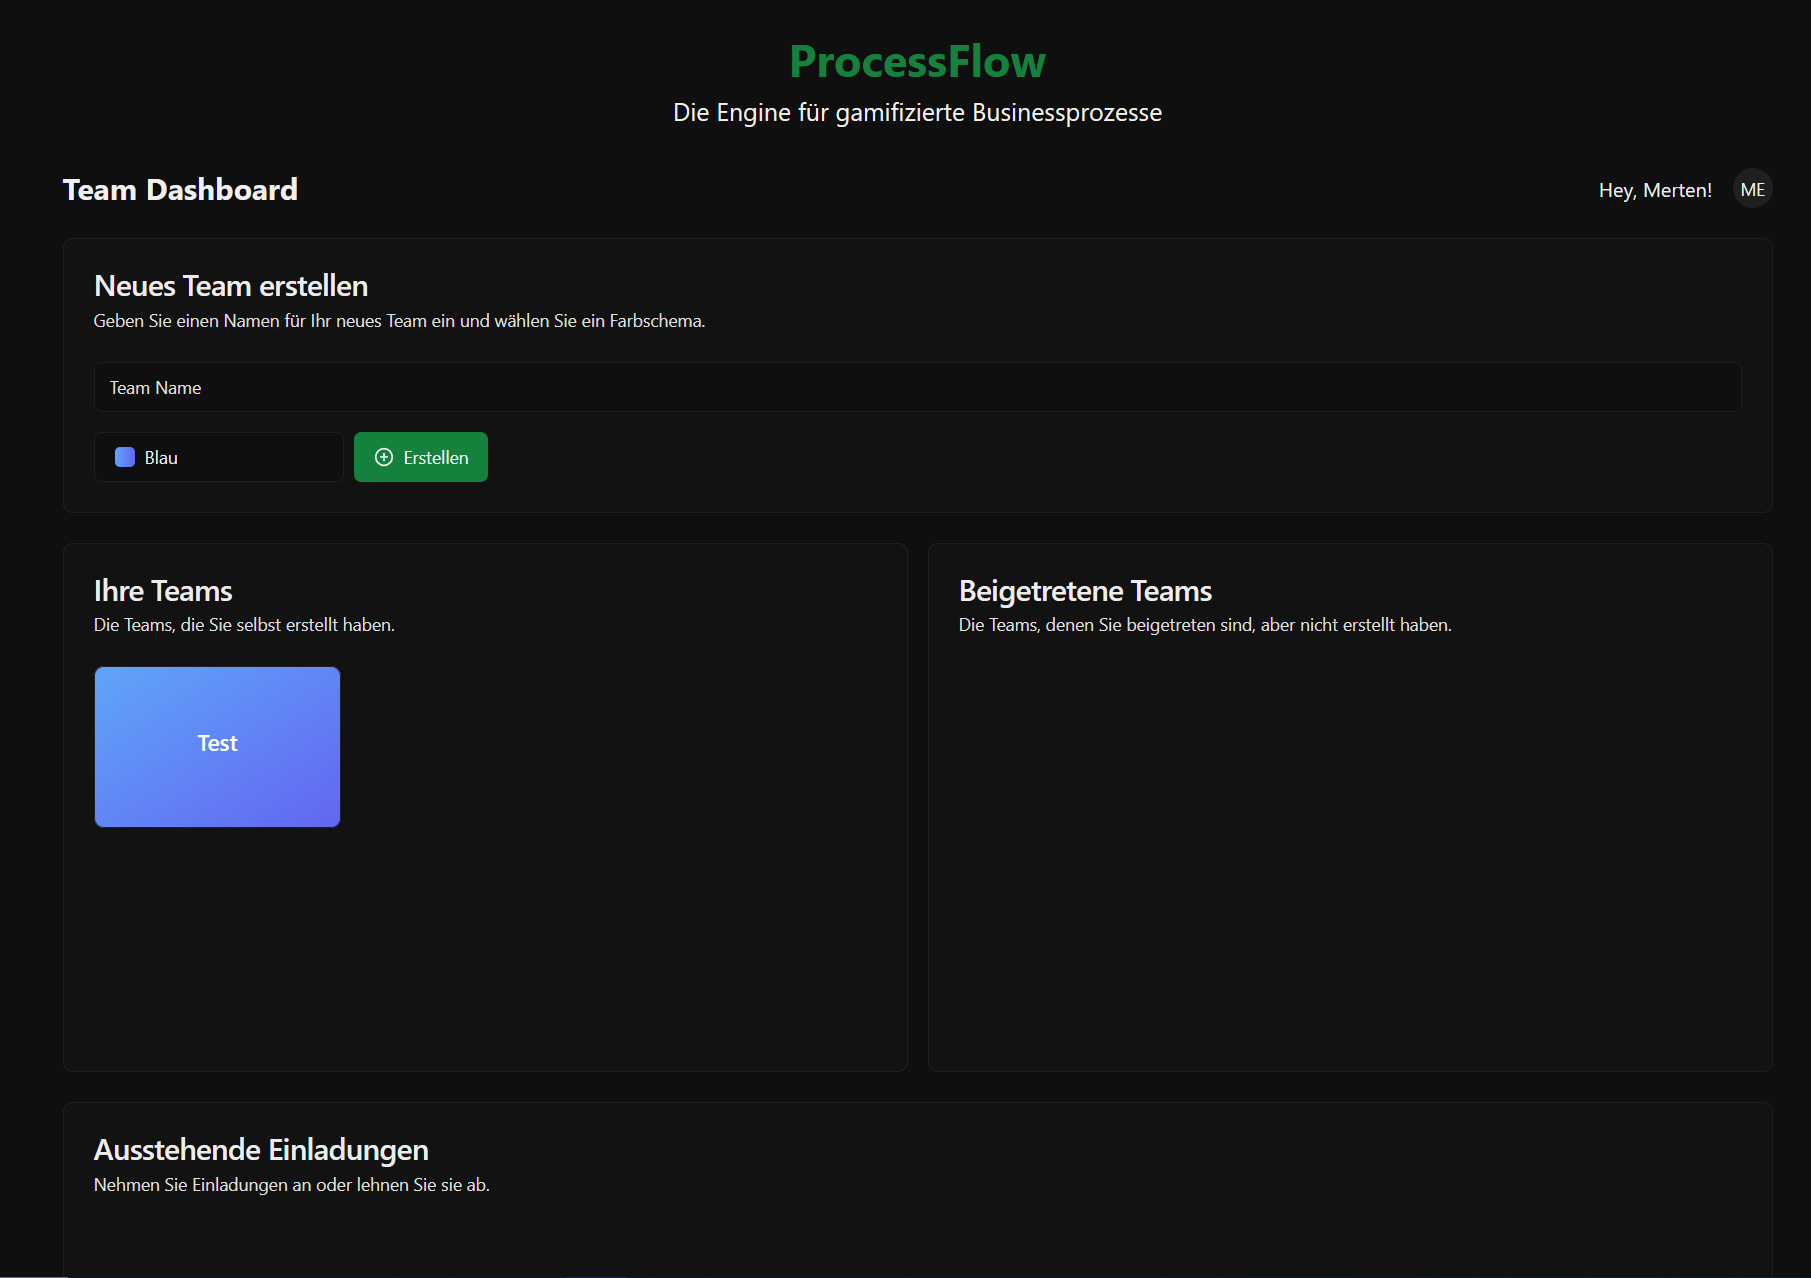 ProcessFlow
Die Engine für gamifizierte Businessprozesse
Team Dashboard
Hey, Merten!
ME
Neues Team erstellen
Geben Sie einen Namen für Ihr neues Team ein und wählen Sie ein Farbschema.
Team Name
Blau
Erstellen
Ihre Teams
Die Teams, die Sie selbst erstellt haben.
Test
Beigetretene Teams
Die Teams, denen Sie beigetreten sind, aber nicht erstellt haben.
Ausstehende Einladungen
Nehmen Sie Einladungen an oder lehnen Sie sie ab.